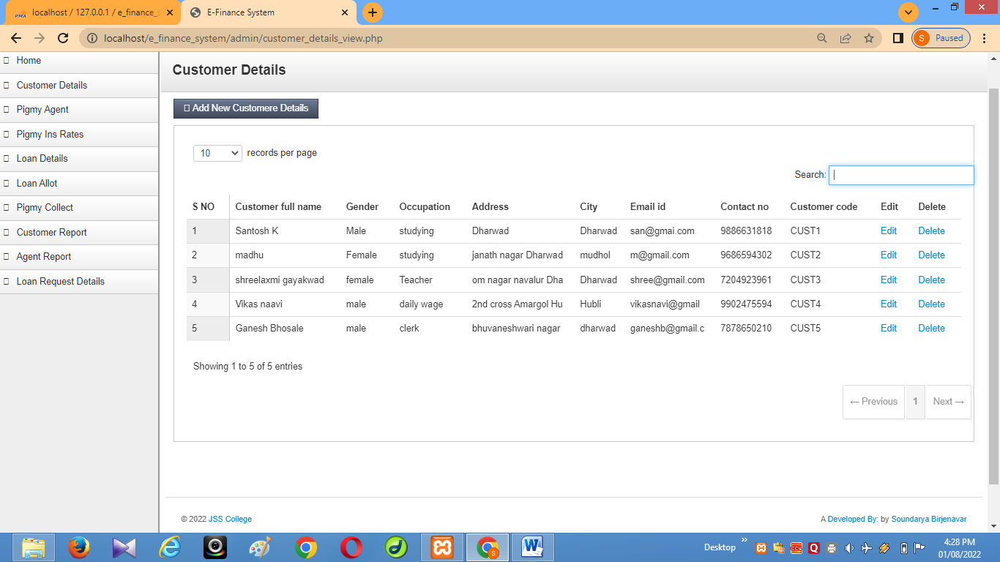 localhost / 127.0.0.1 / e_finance_s
E-Finance System
localhost/e_finance_system/admin/customer_details_view.php
S Paused
Home
Customer Details
Pigmy Agent
Pigmy Ins Rates
Loan Details
Loan Allot
Pigmy Collect
Customer Report
Agent Report
Loan Request Details
Customer Details
Add New Customere Details
10 records per page
Search:
S NO Customer full name Gender Occupation Address City Email id Contact no Customer code Edit Delete
1 Santosh K Male studying Dharwad Dharwad san@gmai.com 9886631818 CUST1 Edit Delete
2 madhu Female studying janath nagar Dharwad mudhol m@gmail.com 9686594302 CUST2 Edit Delete
3 shreelaxmi gayakwad female Teacher om nagar navalur Dha Dharwad shree@gmail.com 7204923961 CUST3 Edit Delete
4 Vikas naavi male daily wage 2nd cross Amargol Hu Hubli vikasnavi@gmail 9902475594 CUST4 Edit Delete
5 Ganesh Bhosale male clerk bhuvaneshwari nagar dharwad ganeshb@gmail.c 7878650210 CUST5 Edit Delete
Showing 1 to 5 of 5 entries
← Previous 1 Next →
© 2022 JSS College
A Developed By: by Soundarya Birjenavar
Desktop
4:28 PM
01/08/2022